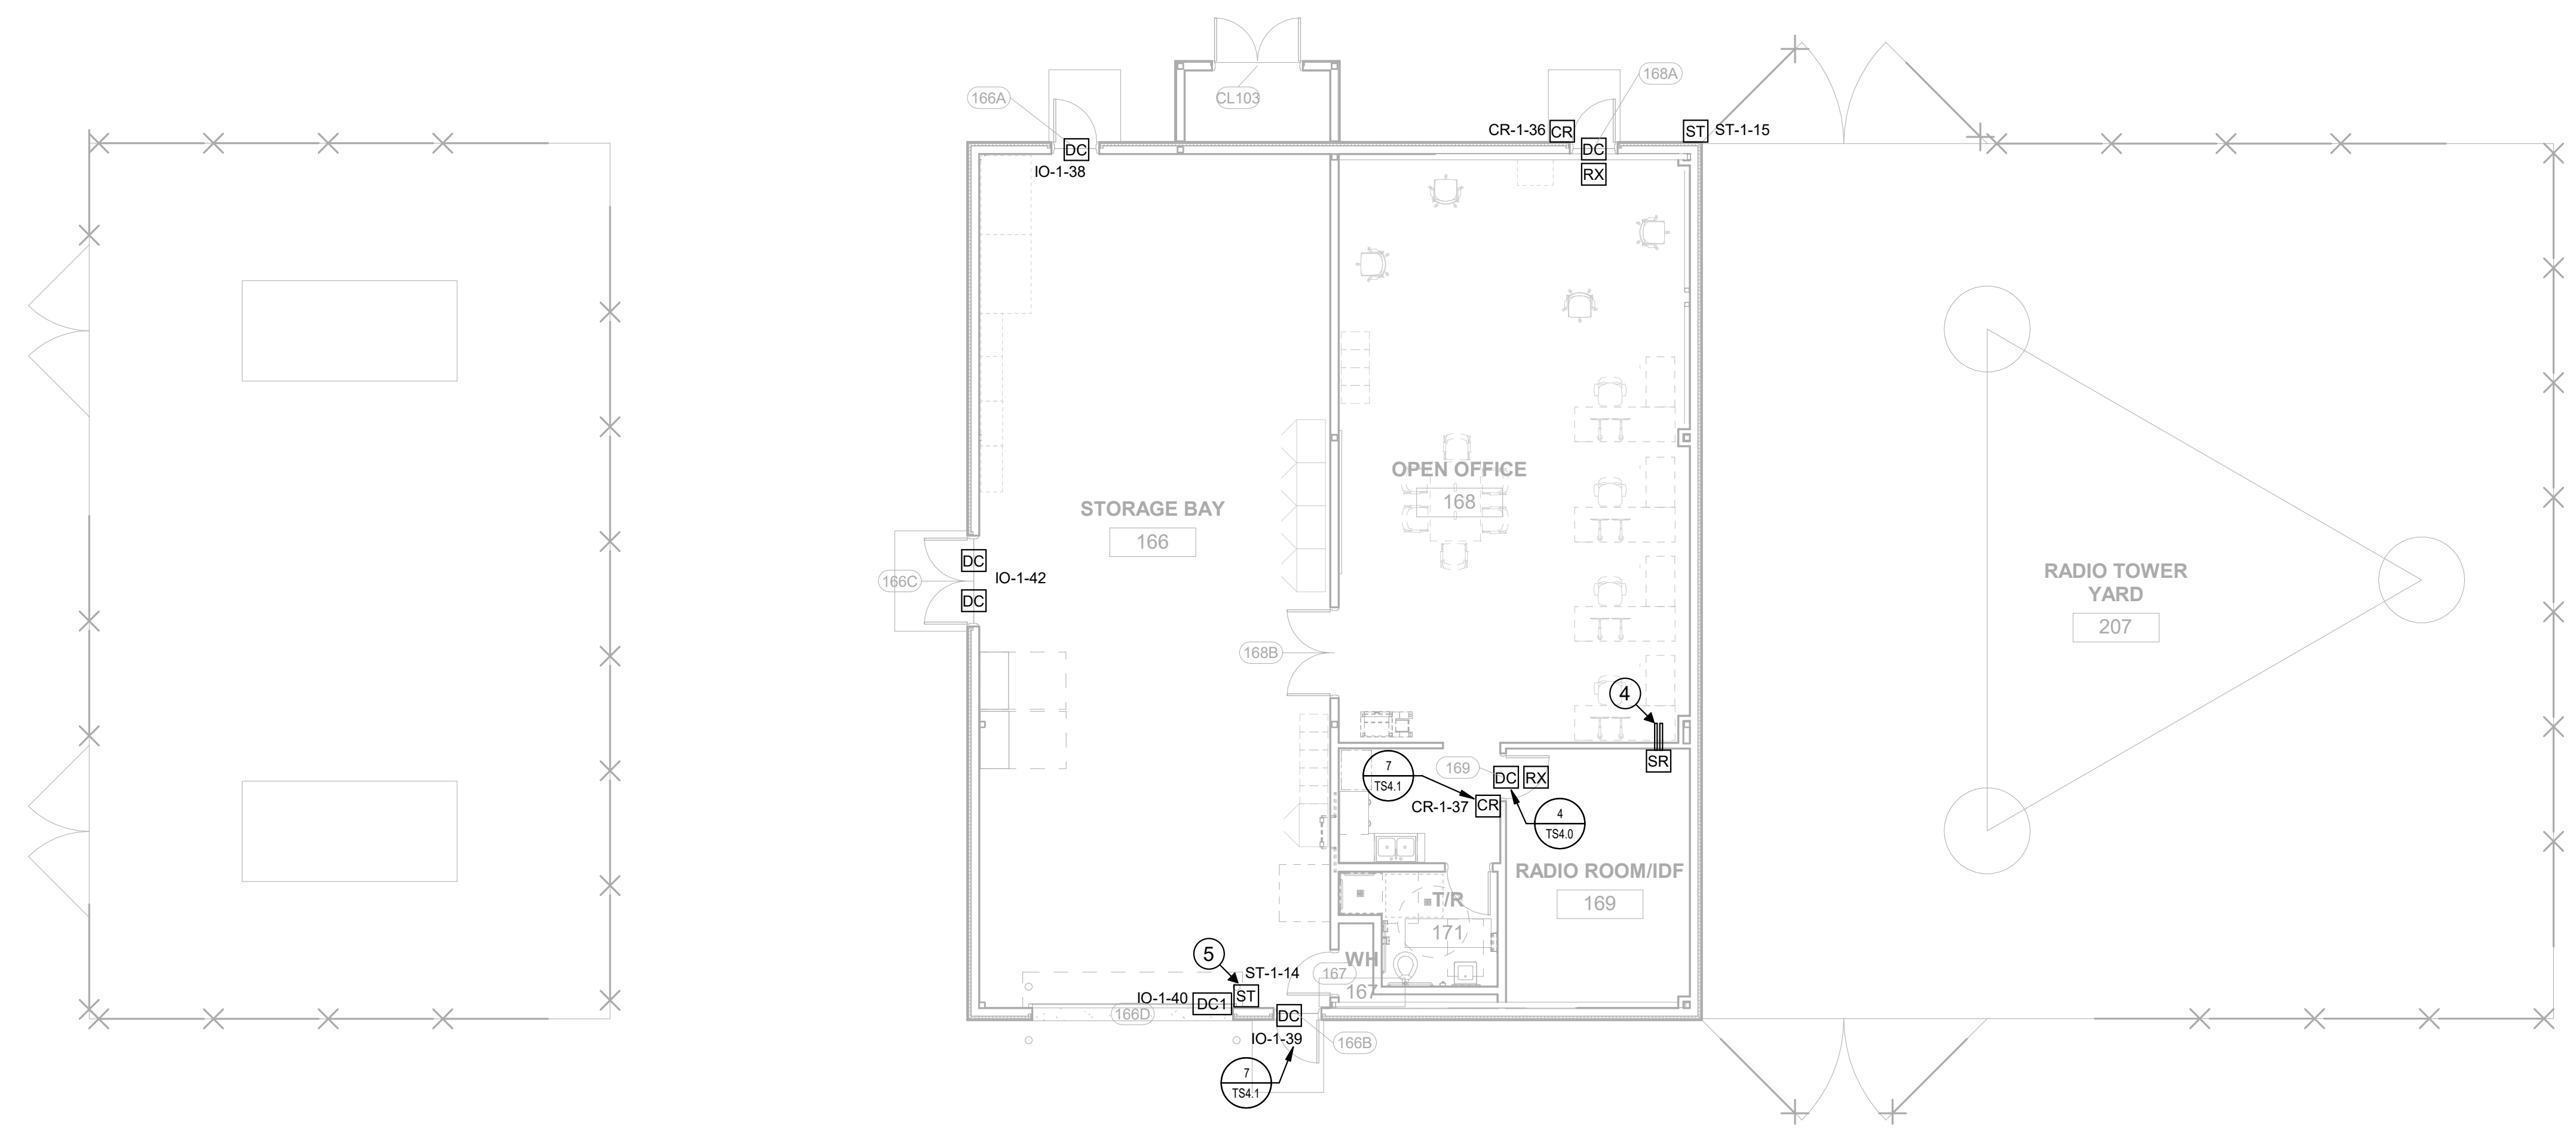 168A
166A
CL103
CR-1-36 CR
ST ST-1-15
DC
DC
IO-1-38
RX
OPEN OFFICE
168
STORAGE BAY
166
DC
IO-1-42
166C
DC
RADIO TOWER
YARD
207
168B
4
SR
7
TS4.1
169
DC RX
CR-1-37 CR
4
TS4.0
RADIO ROOM/IDF
169
T/R
171
5
WH
167
167
ST-1-14
IO-1-40 DC1 ST
166D
DC
IO-1-39
166B
7
TS4.1